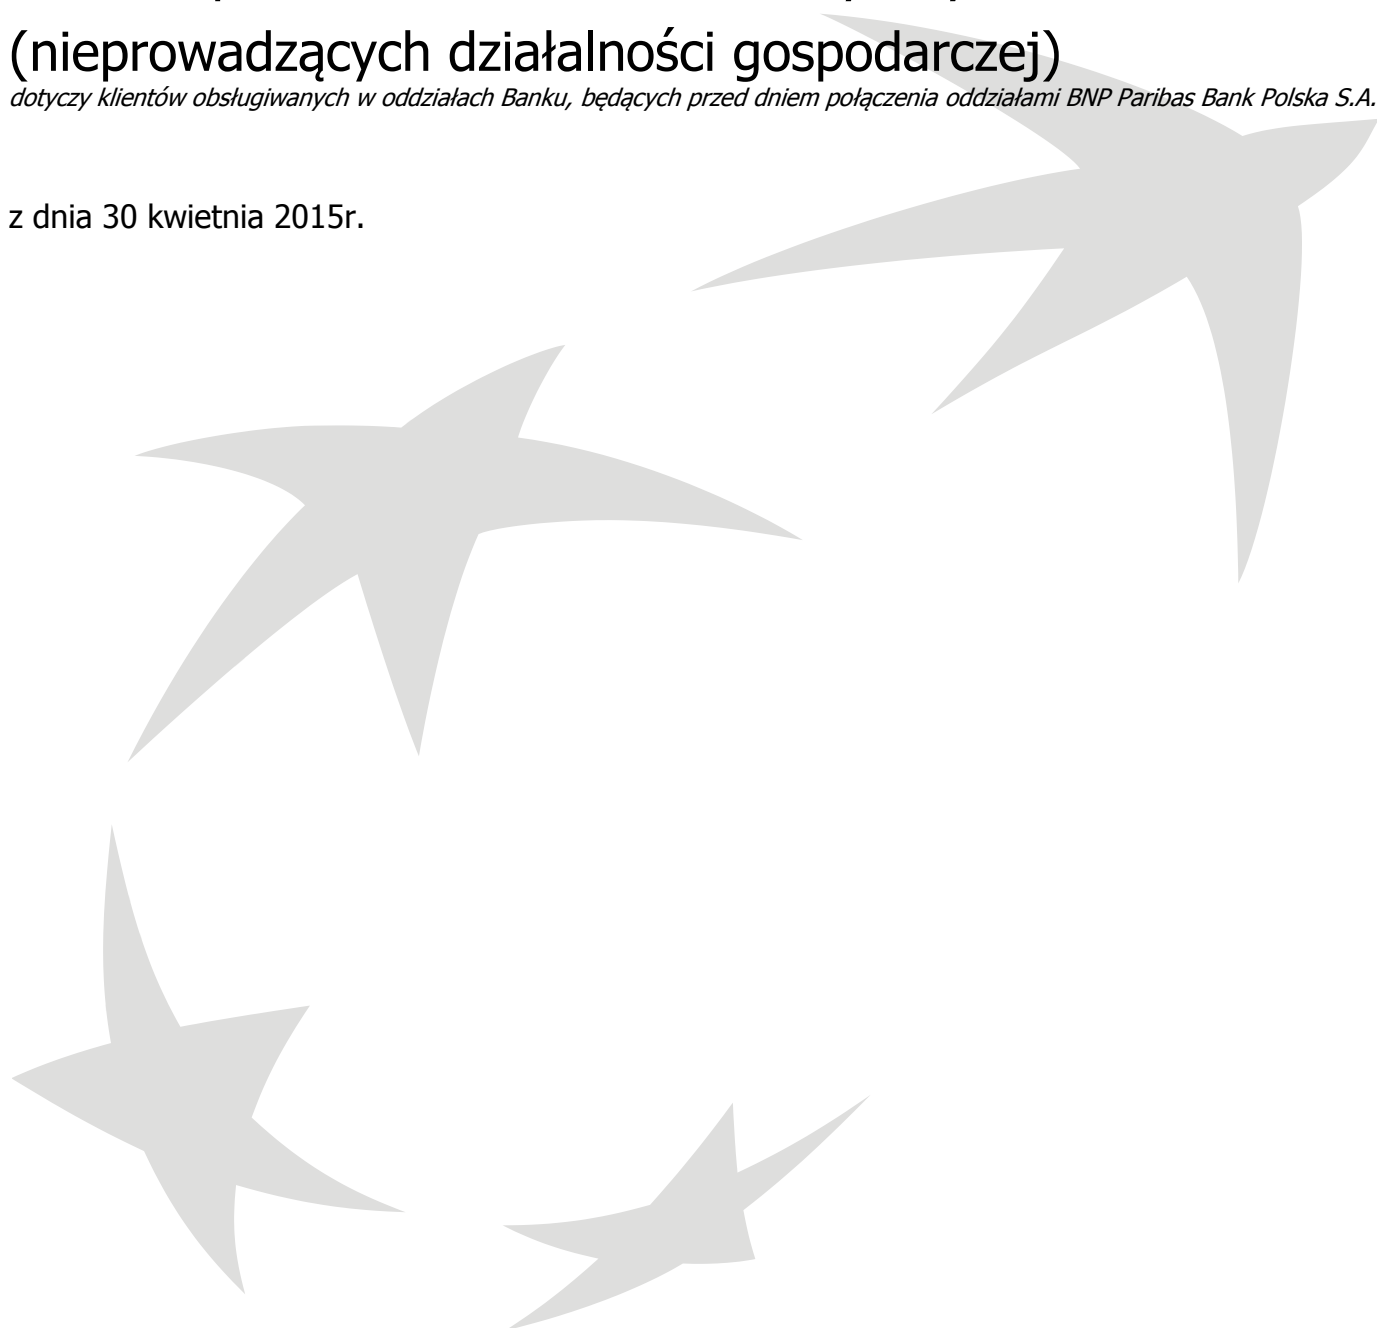 (nieprowadzących działalności gospodarczej)
dotyczy klientów obsługiwanych w oddziałach Banku, będących przed dniem połączenia oddziałami BNP Paribas Bank Polska S.A.
z dnia 30 kwietnia 2015r.